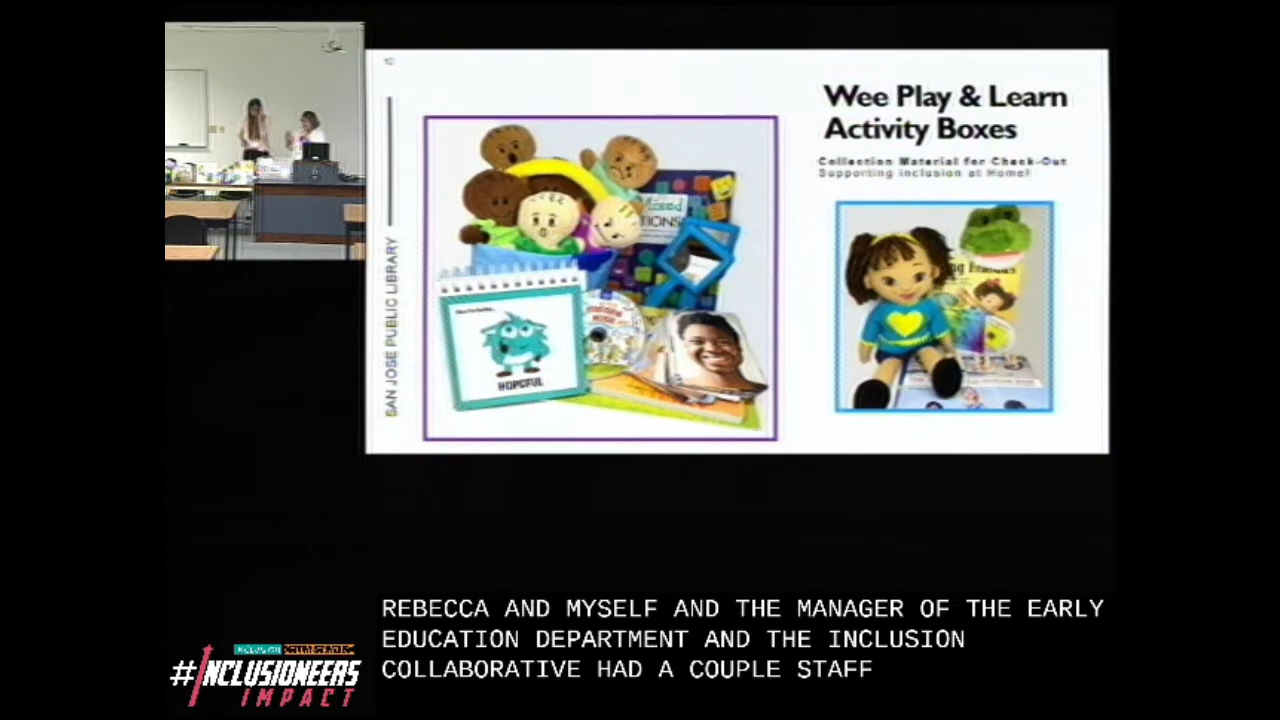 Wee Play & Learn
Activity Boxes
Collection Material for Check-Out
Supporting inclusion at Home!
SAN JOSE PUBLIC LIBRARY
HOPEFUL
REBECCA AND MYSELF AND THE MANAGER OF THE EARLY
EDUCATION DEPARTMENT AND THE INCLUSION
COLLABORATIVE HAD A COUPLE STAFF
#INCLUSIONEERS
IMPACT